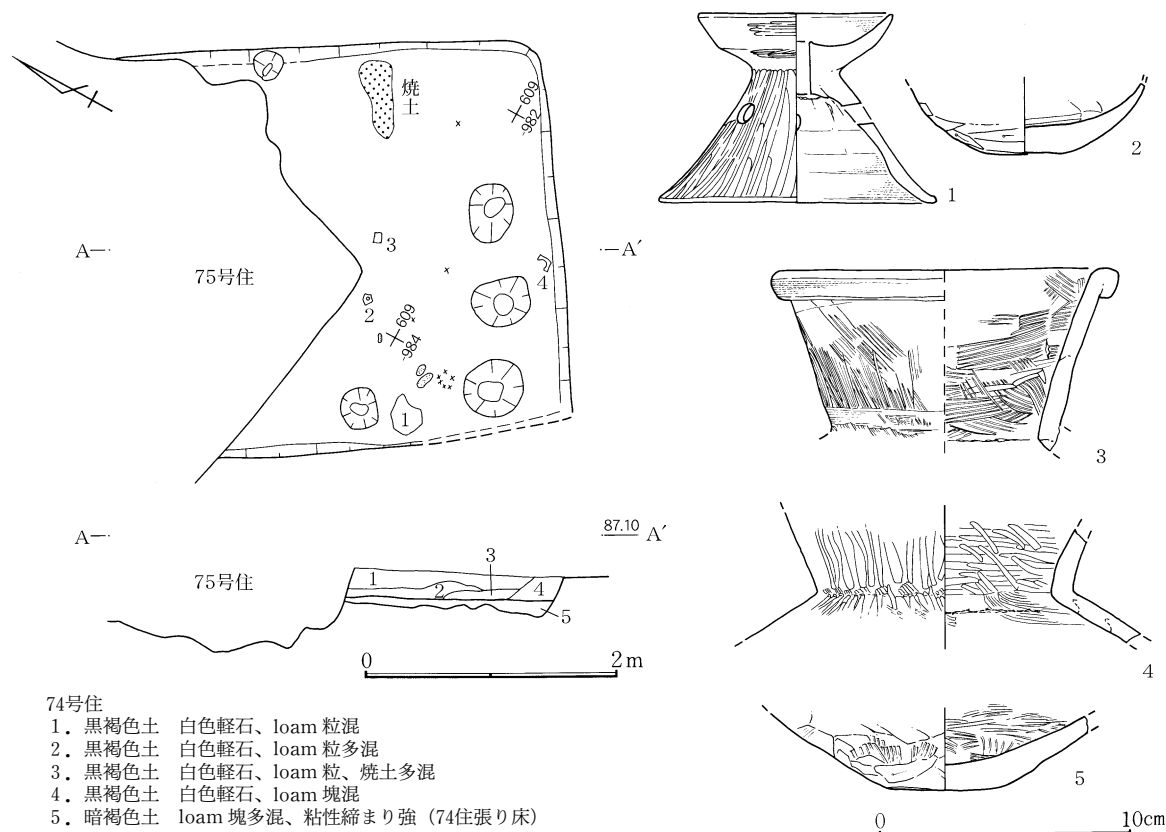 焼土
609
-982
A
A′
75号住
3
4
2
609
-984
1
A
87.10
A′
75号住
1
2
3
4
5
0
2m
74号住
1．黒褐色土　白色軽石、loam 粒混
2．黒褐色土　白色軽石、loam 粒多混
3．黒褐色土　白色軽石、loam 粒、焼土多混
4．黒褐色土　白色軽石、loam 塊混
5．暗褐色土　loam 塊多混、粘性締まり強（74住張り床）
1
2
3
4
5
0
10cm